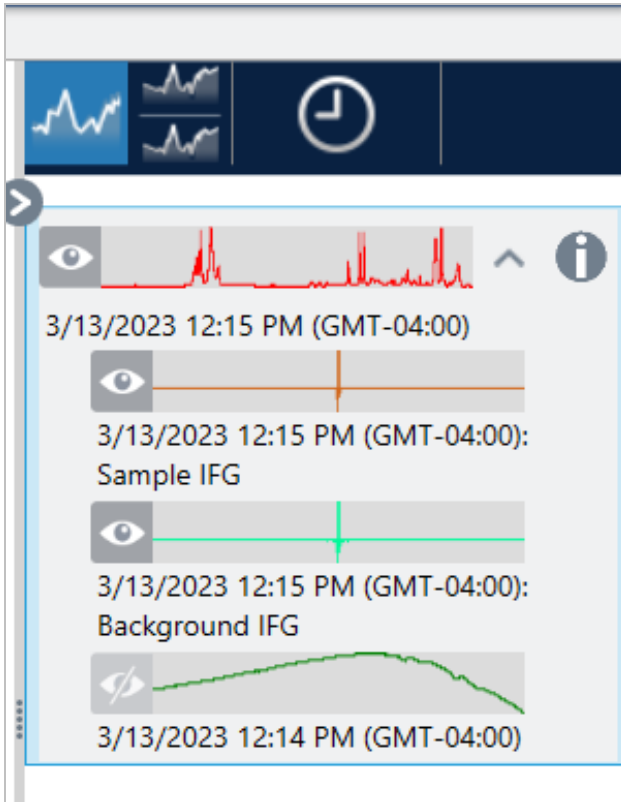 3/13/2023 12:15 PM (GMT-04:00)
3/13/2023 12:15 PM (GMT-04:00):
Sample IFG
3/13/2023 12:15 PM (GMT-04:00):
Background IFG
3/13/2023 12:14 PM (GMT-04:00)